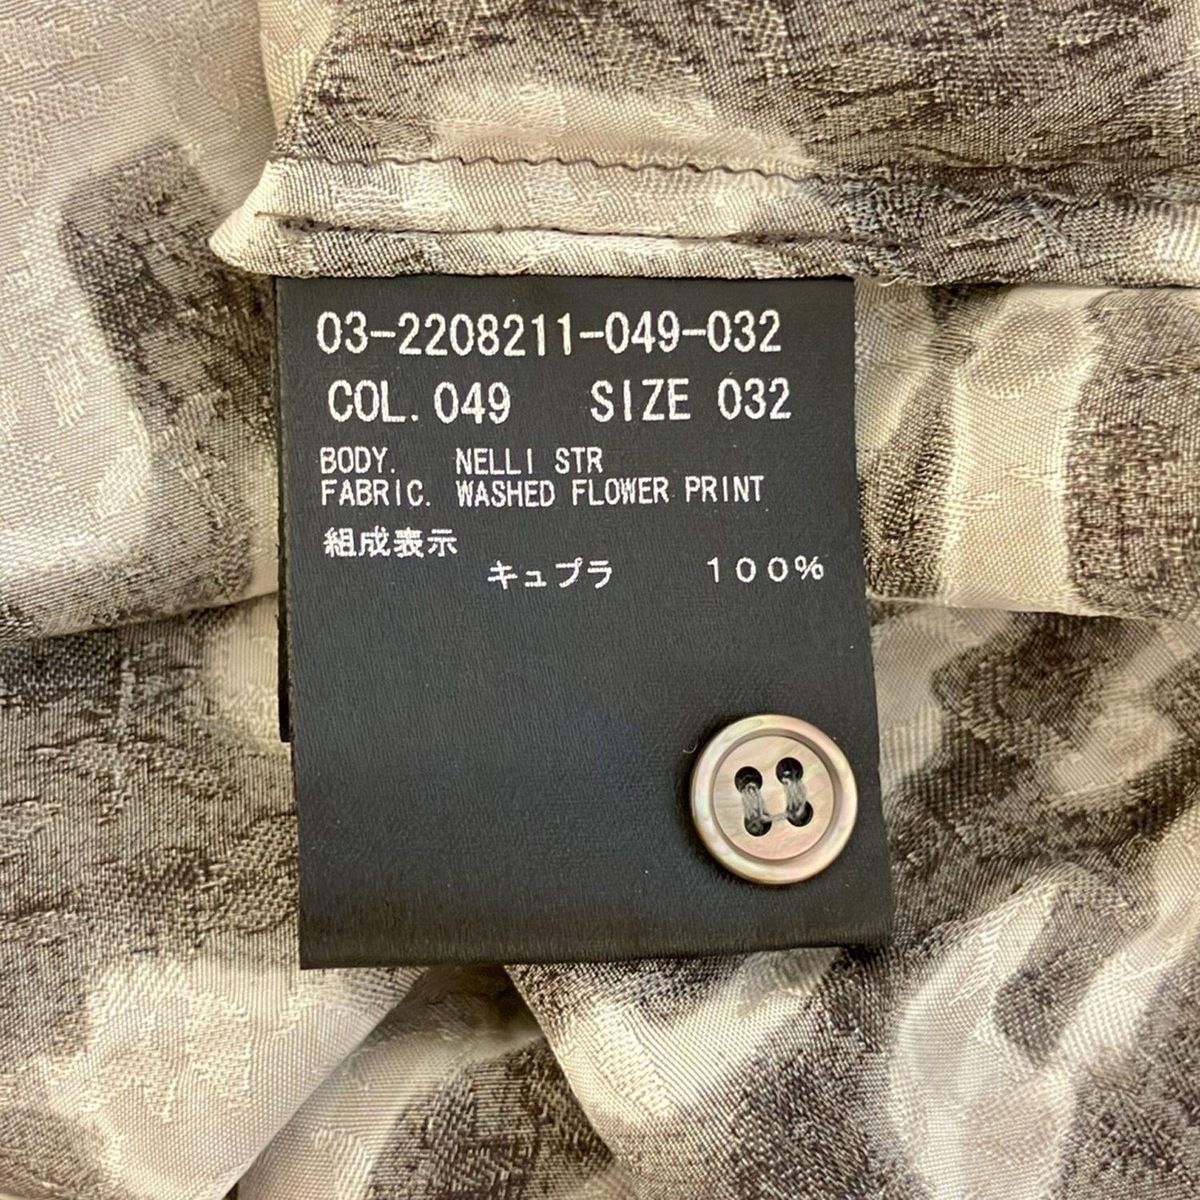 03-2208211-049-032
COL. 049 SIZE 032
BODY. NELLI STR
FABRIC. WASHED FLOWER PRINT
組成表示
キュプラ 100%